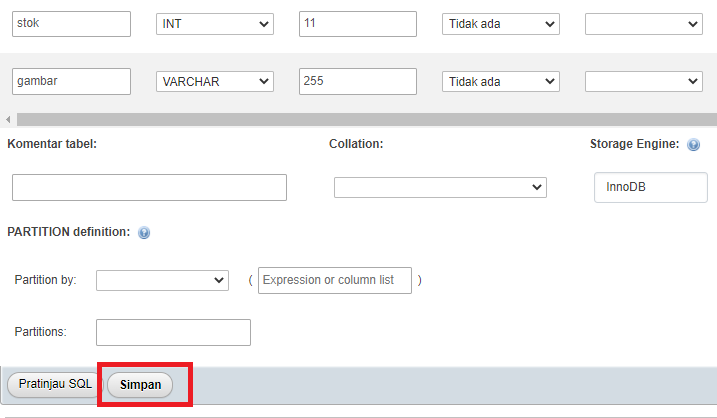 stok INT 11 Tidak ada
gambar VARCHAR 255 Tidak ada
Komentar tabel: Collation: Storage Engine:
InnoDB
PARTITION definition:
Partition by: ( Expression or column list )
Partitions:
Pratinjau SQL Simpan